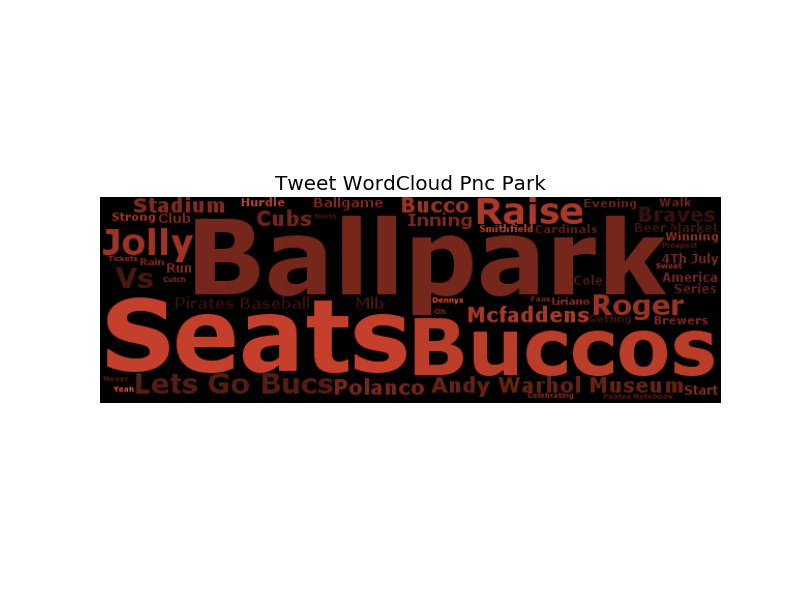 Tweet WordCloud Pnc Park
Stadium Hurdle Ballgame Bucco Raise Evening Walk
Strong Club Cubs North Inning Smithfield Cardinals Braves
Beer Market
Jolly Ballpark Winning
Prospect
Tickets Rain Run 4Th July
Sweet
Vs Cutch Cole America
Series
Pirates Baseball Mlb Dennys Fans Liriano Roger
Oh Mcfaddens Getting Brewers
Seats Buccos
Never Lets Go Bucs Polanco Andy Warhol Museum Start
Yeah Celebrating Pirates Notebook